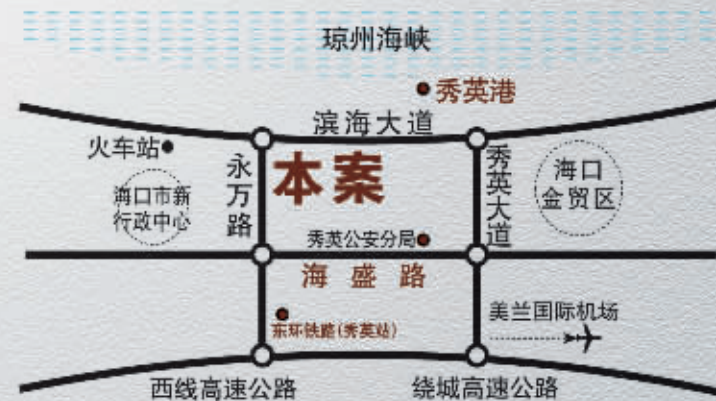 琼州海峡
秀英港
滨海大道
火车站
永万路
本案
秀英大道
海口
金贸区
海口市新
行政中心
秀英公安分局
海盛路
美兰国际机场
东环铁路(秀英站)
西线高速公路
绕城高速公路